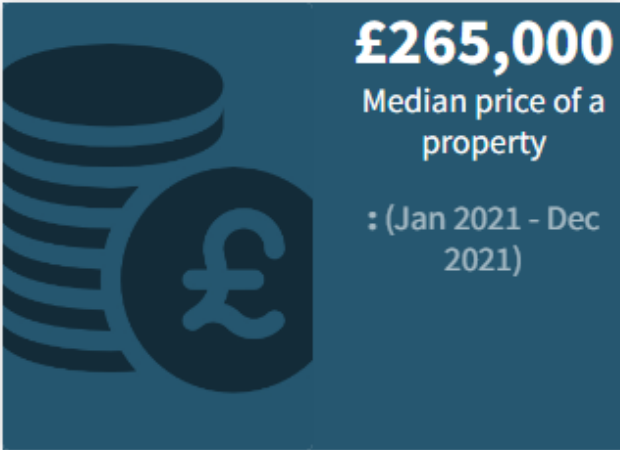 £265,000
Median price of a
property
: (Jan 2021 - Dec
2021)
£